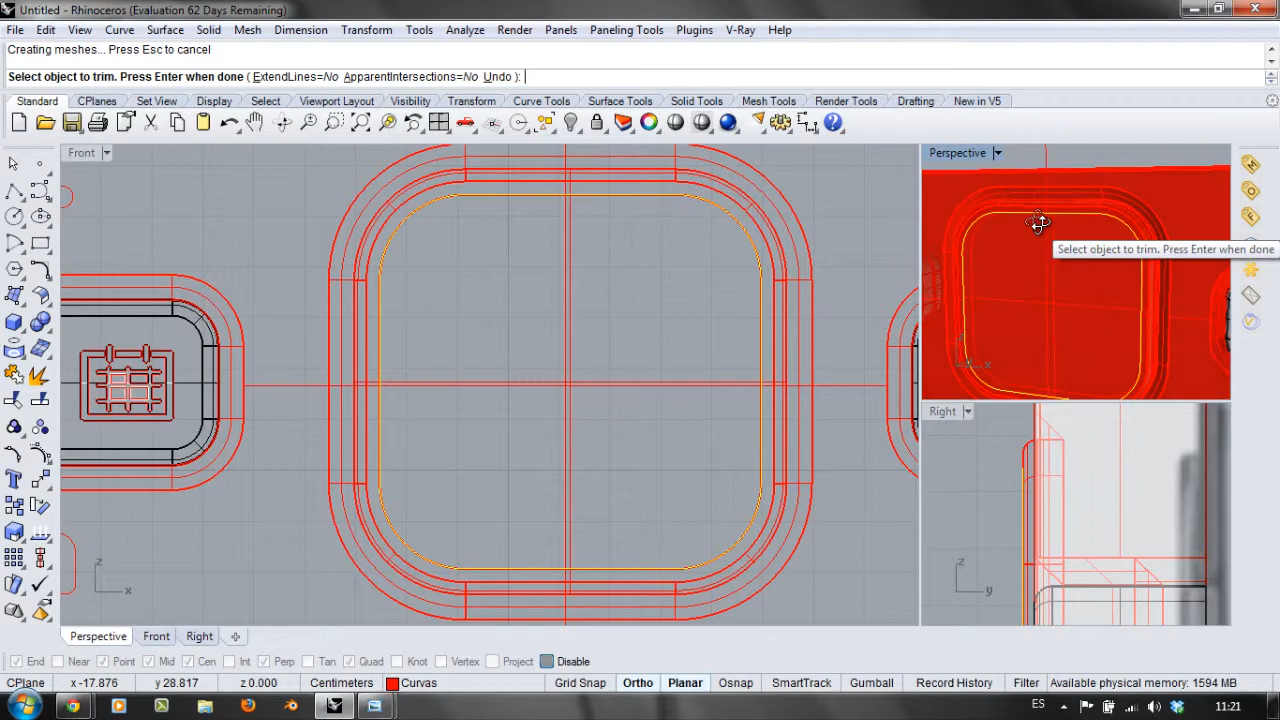 Untitled - Rhinoceros (Evaluation 62 Days Remaining)
File Edit View Curve Surface Solid Mesh Dimension Transform Tools Analyze Render Panels Paneling Tools Plugins V-Ray Help
Creating meshes... Press Esc to cancel
Select object to trim. Press Enter when done ( ExtendLines=No ApparentIntersections=No Undo ):
Standard CPlanes Set View Display Select Viewport Layout Visibility Transform Curve Tools Surface Tools Solid Tools Mesh Tools Render Tools Drafting New in V5
Front
Perspective
Select object to trim. Press Enter when done
z
x
x
Right
z
y
Perspective Front Right
End Near Point Mid Cen Int Perp Tan Quad Knot Vertex Project Disable
CPlane x -17.876 y 28.817 z 0.000 Centimeters Curvas Grid Snap Ortho Planar Osnap SmartTrack Gumball Record History Filter Available physical memory: 1594 MB
ES 11:21